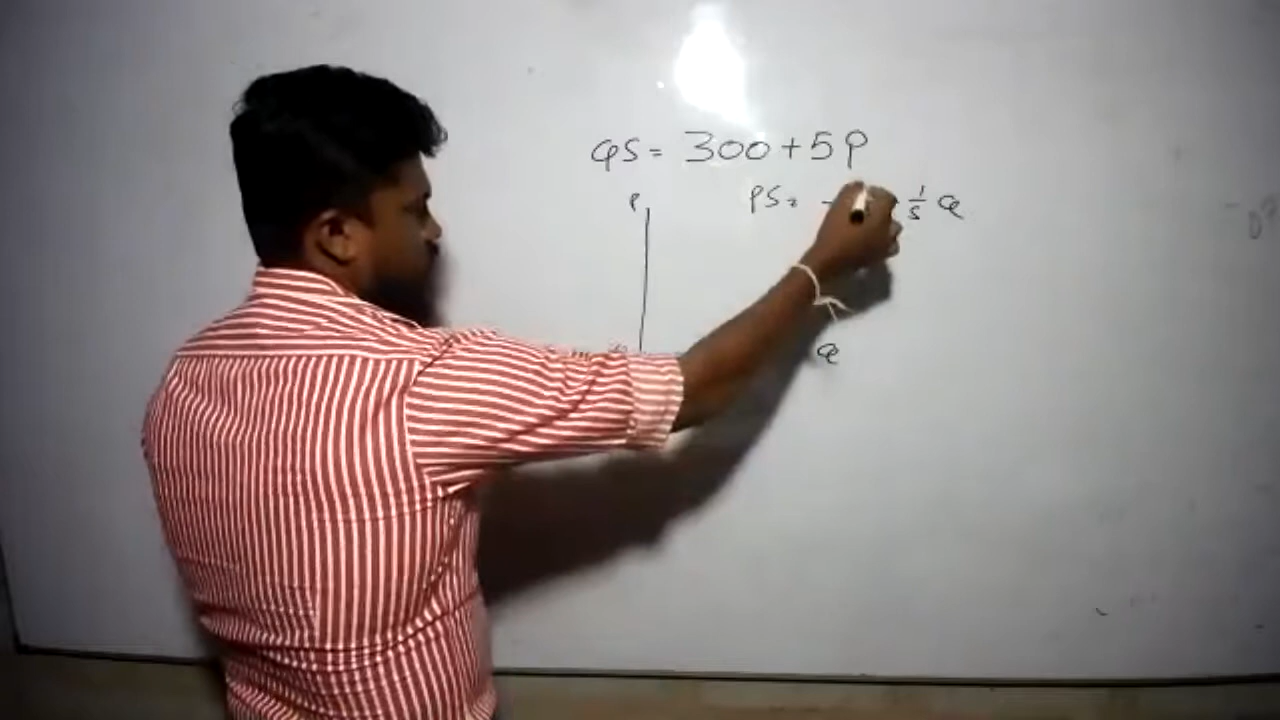 QS = 300 + 5P
P
PS = - 1/5 Q
Q